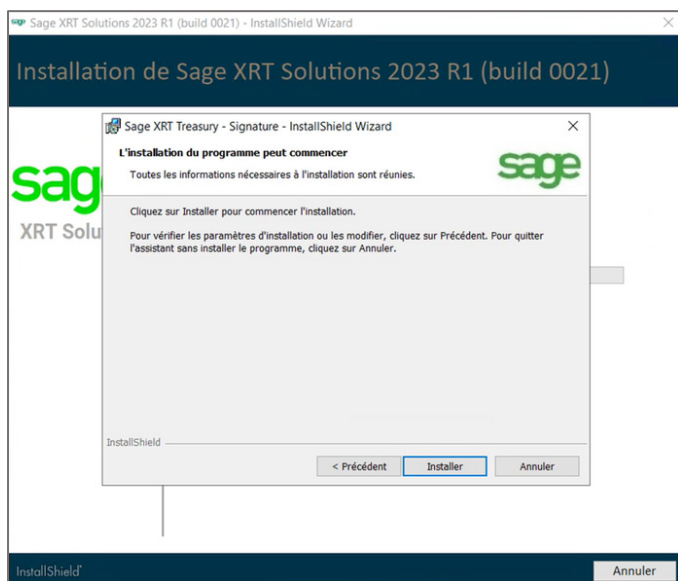 Sage XRT Solutions 2023 R1 (build 0021) - InstallShield Wizard
Installation de Sage XRT Solutions 2023 R1 (build 0021)
Sage XRT Treasury - Signature - InstallShield Wizard
L'installation du programme peut commencer
Toutes les informations nécessaires à l'installation sont réunies.
sage
sag
XRT Solu
Cliquez sur Installer pour commencer l'installation.
Pour vérifier les paramètres d'installation ou les modifier, cliquez sur Précédent. Pour quitter
l'assistant sans installer le programme, cliquez sur Annuler.
InstallShield
< Précédent
Installer
Annuler
InstallShield
Annuler